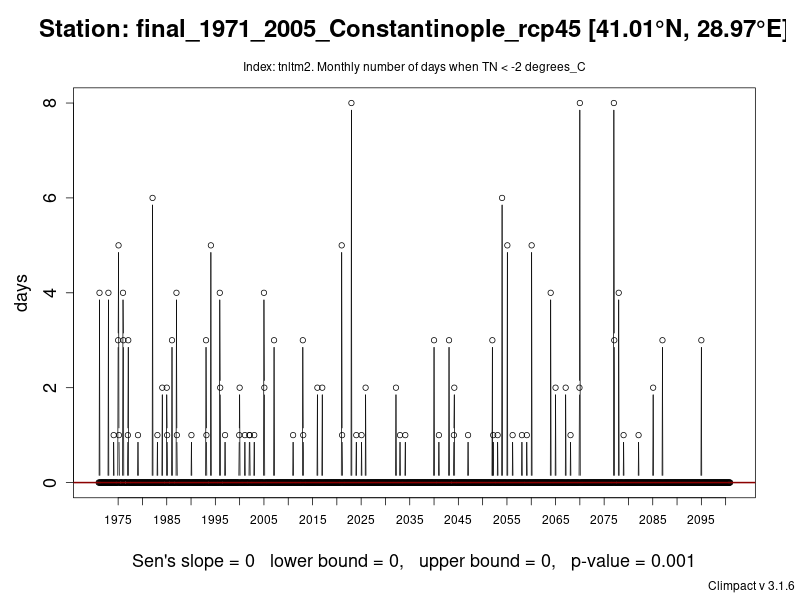 Station: final_1971_2005_Constantinople_rcp45 [41.01°N, 28.97°E]
Index: tnltm2. Monthly number of days when TN < -2 degrees_C
days
8
6
4
2
0
1975 1985 1995 2005 2015 2025 2035 2045 2055 2065 2075 2085 2095
Sen's slope = 0 lower bound = 0, upper bound = 0, p-value = 0.001
Climpact v 3.1.6